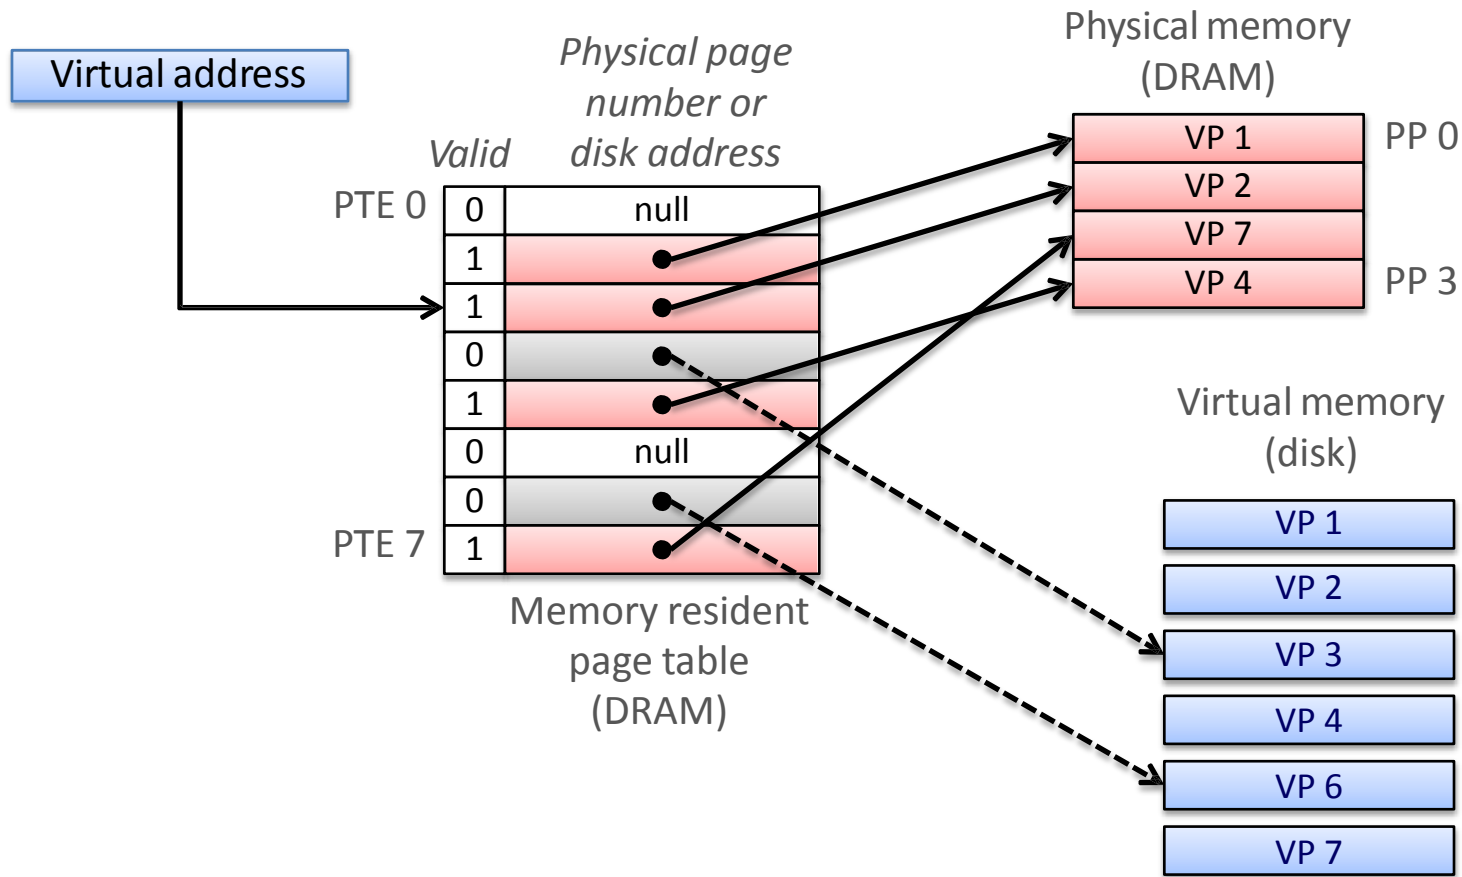 Virtual address
Physical page
number or
disk address
Valid
PTE 0
0
null
1
1
0
1
0
null
0
PTE 7
1
Memory resident
page table
(DRAM)
Physical memory
(DRAM)
VP 1
PP 0
VP 2
VP 7
VP 4
PP 3
Virtual memory
(disk)
VP 1
VP 2
VP 3
VP 4
VP 6
VP 7